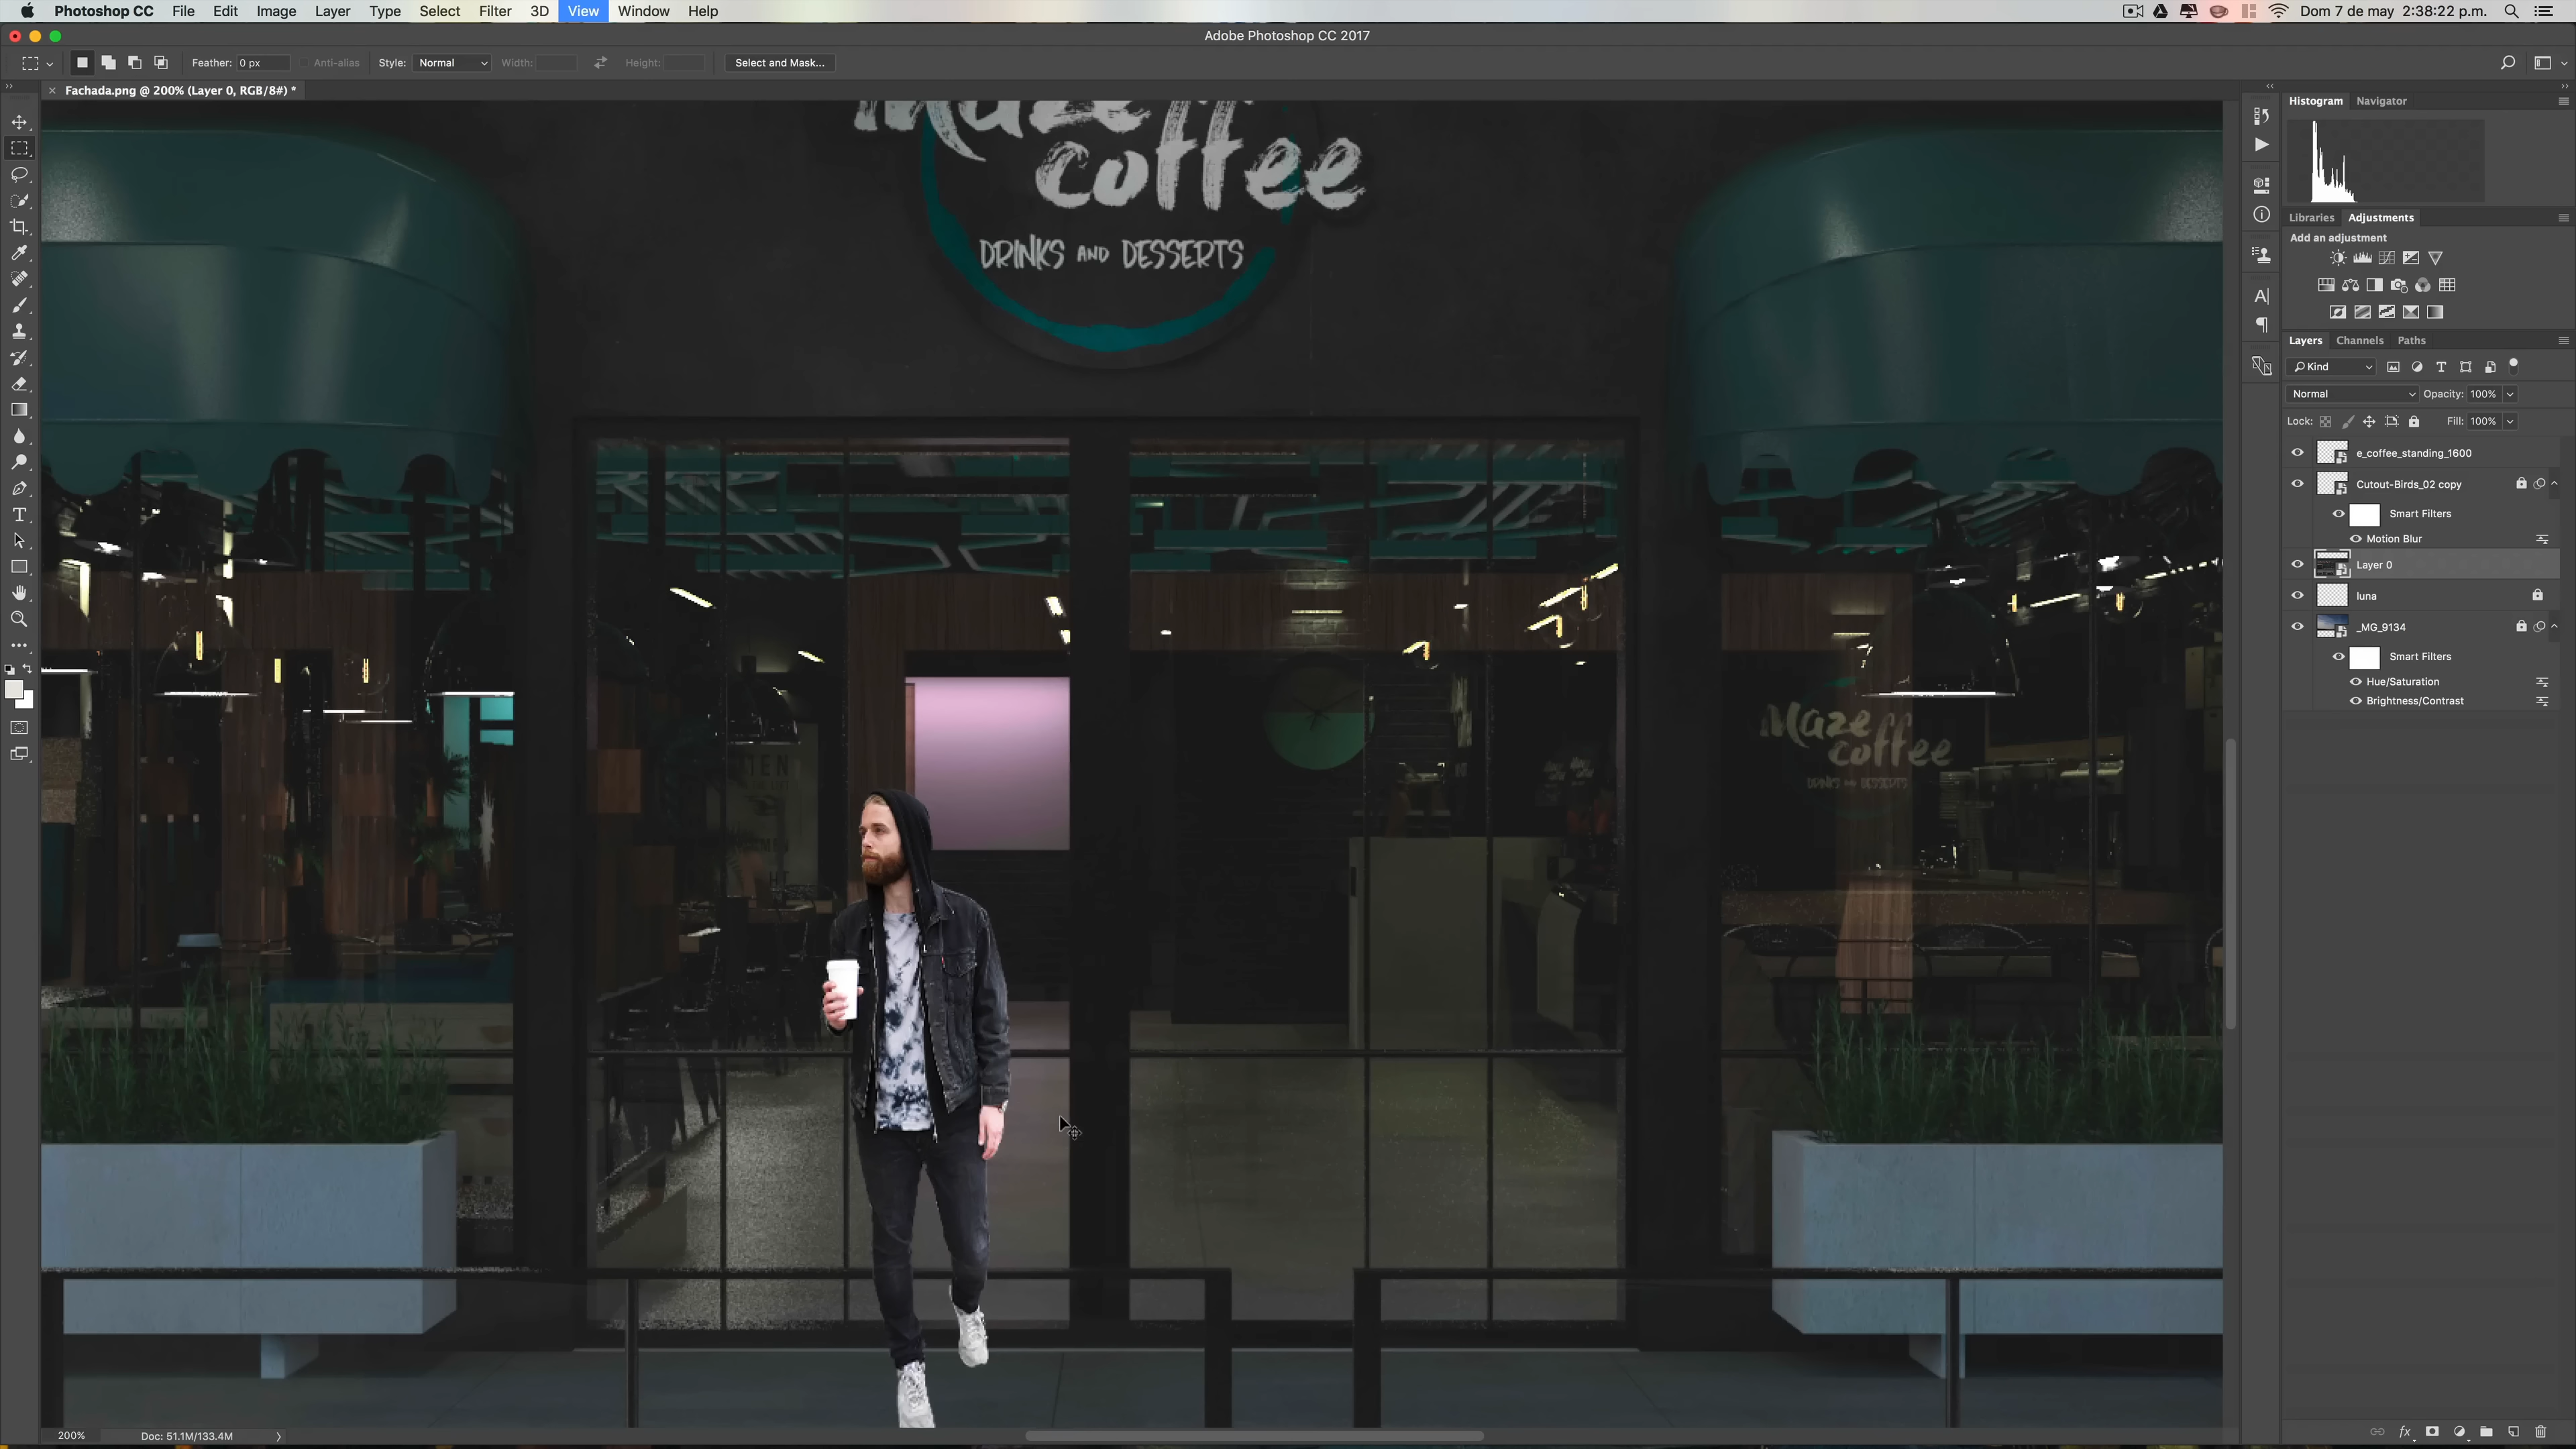 Photoshop CC File Edit Image Layer Type Select Filter 3D View Window Help Dom 7 de may 2:38:22 p.m.
Adobe Photoshop CC 2017
Feather: 0 px Anti-alias Style: Normal Width: Height: Select and Mask...
Fachada.png @ 200% (Layer 0, RGB/8#) *
Histogram Navigator
Maze
coffee
DRINKS AND DESSERTS
Libraries Adjustments
Add an adjustment
Layers Channels Paths
Kind
Normal Opacity: 100%
Lock: Fill: 100%
e_coffee_standing_1600
Cutout-Birds_02 copy
Smart Filters
Motion Blur
Layer 0
luna
_MG_9134
Smart Filters
Hue/Saturation
Brightness/Contrast
Maze
coffee
DRINKS AND DESSERTS
200% Doc: 51.1M/133.4M